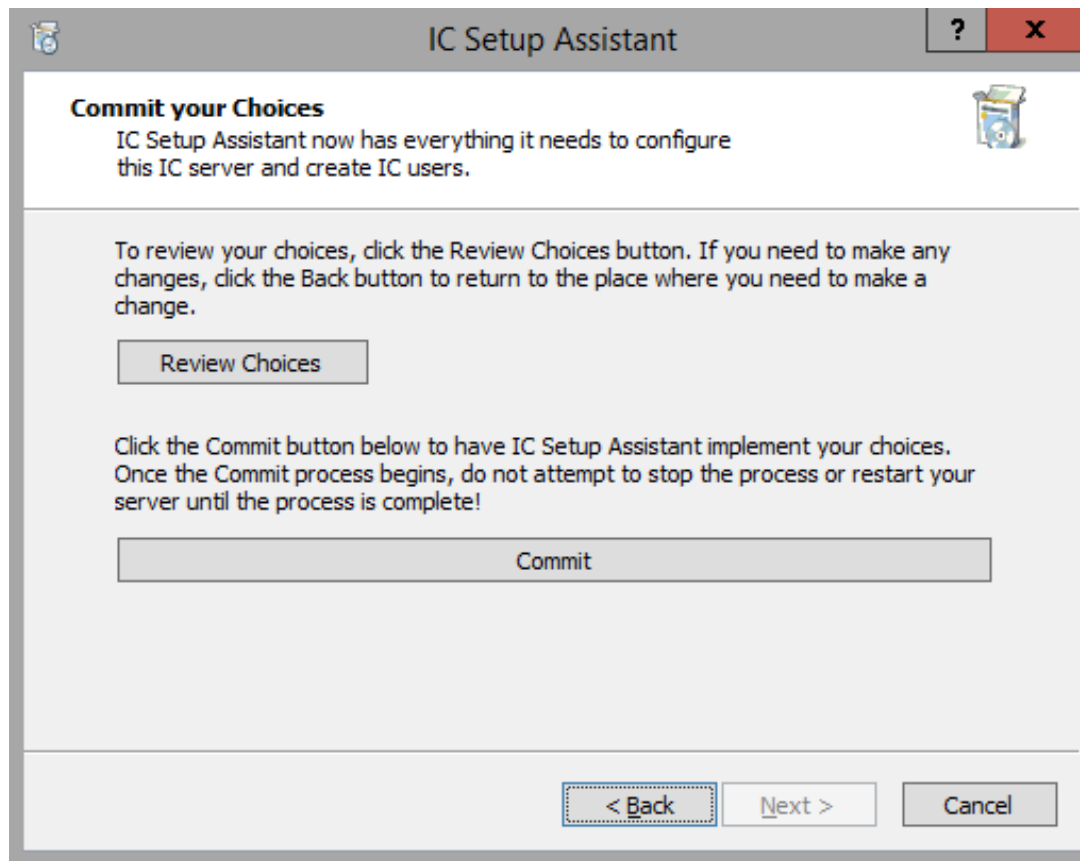 IC Setup Assistant
?
x
Commit your Choices
IC Setup Assistant now has everything it needs to configure
this IC server and create IC users.
To review your choices, click the Review Choices button. If you need to make any
changes, click the Back button to return to the place where you need to make a
change.
Review Choices
Click the Commit button below to have IC Setup Assistant implement your choices.
Once the Commit process begins, do not attempt to stop the process or restart your
server until the process is complete!
Commit
< Back
Next >
Cancel